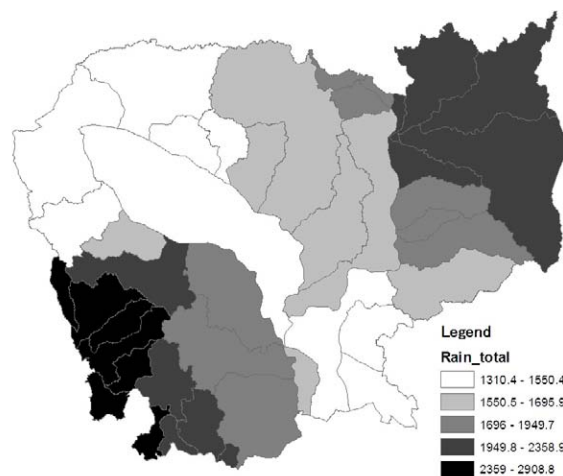 Legend
Rain_total
1310.4 - 1550.4
1550.5 - 1695.9
1696 - 1949.7
1949.8 - 2358.9
2359 - 2908.8